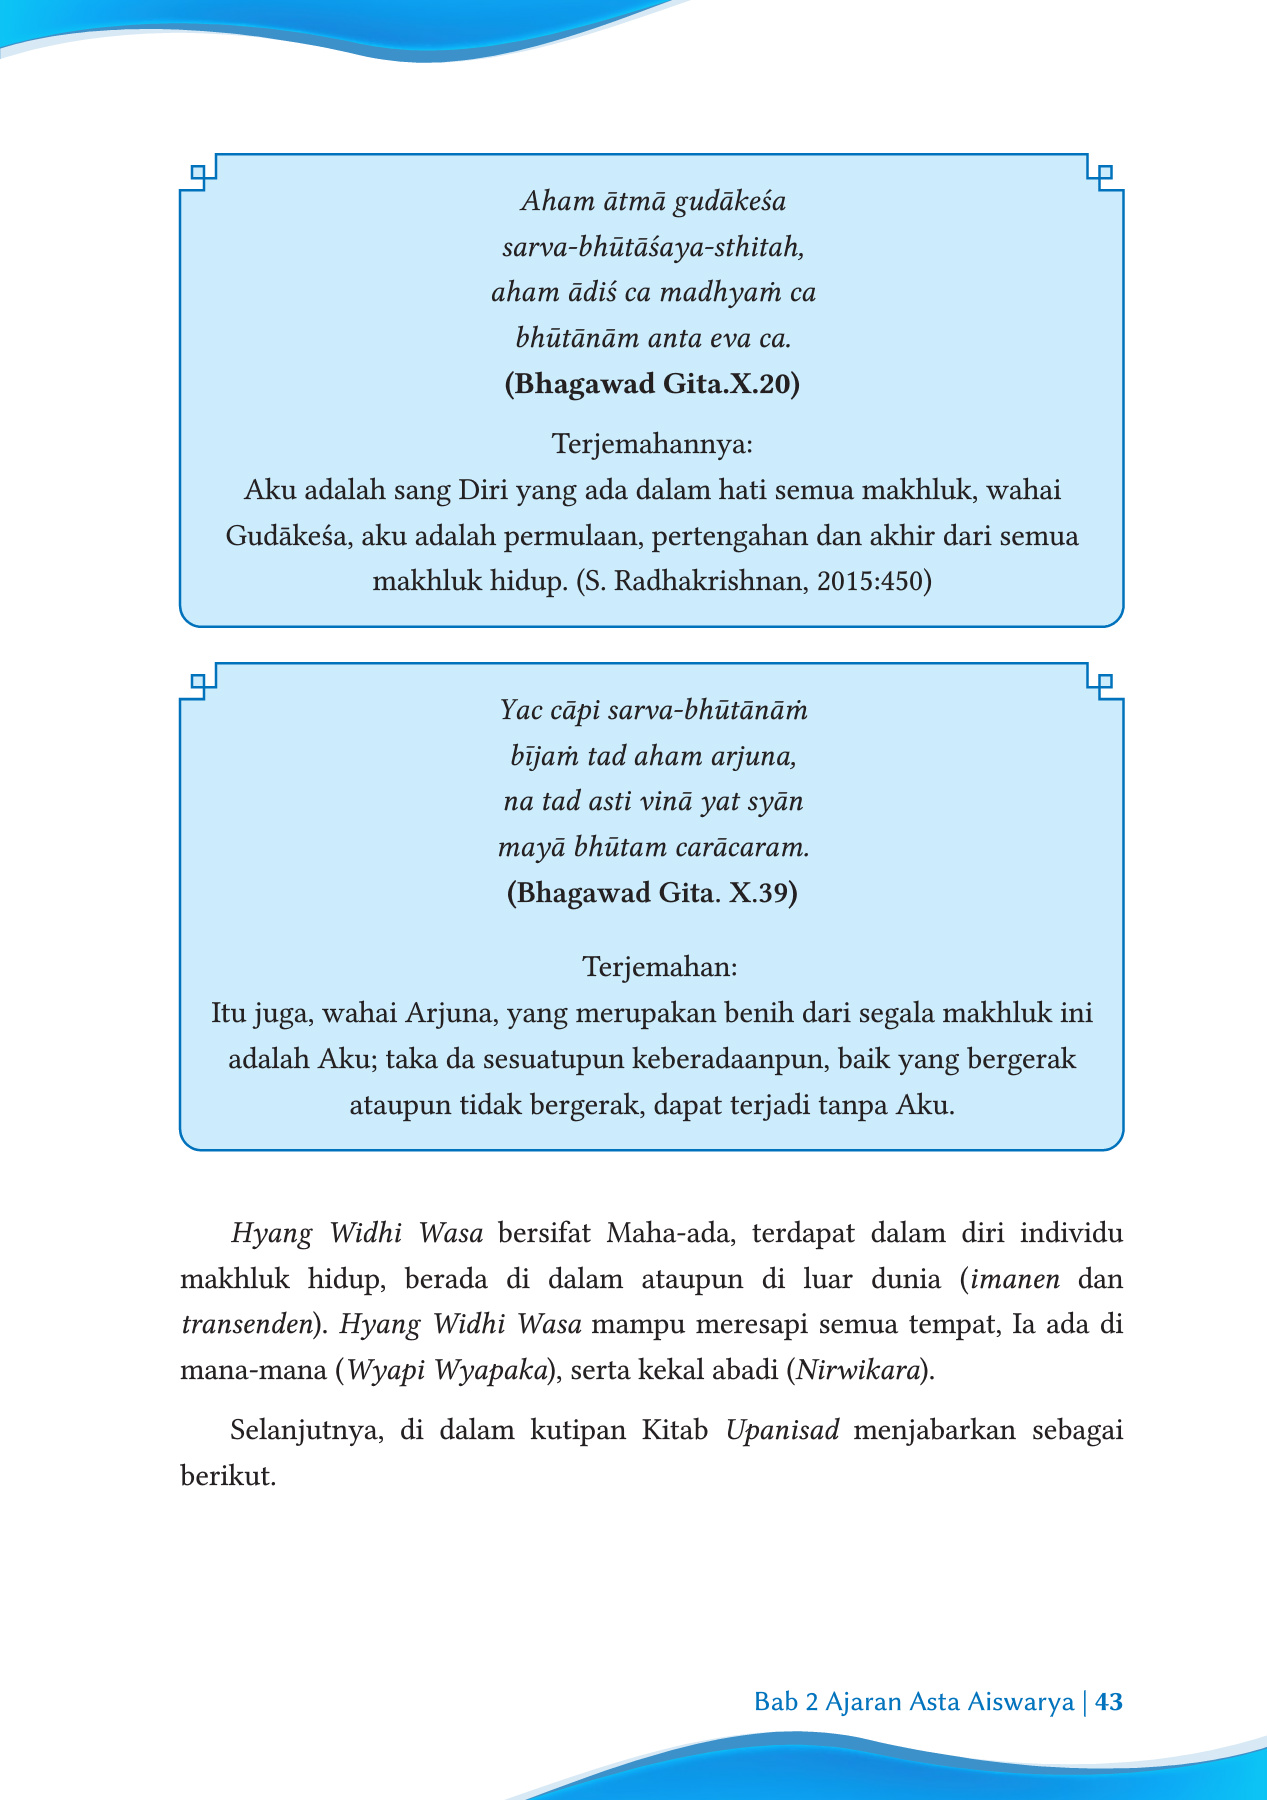 Aham ātmā gudākeśa
sarva-bhūtāśaya-sthitah,
aham ādiś ca madhyaṁ ca
bhūtānām anta eva ca.
(Bhagawad Gita.X.20)
Terjemahannya:
Aku adalah sang Diri yang ada dalam hati semua makhluk, wahai
Gudākeśa, aku adalah permulaan, pertengahan dan akhir dari semua
makhluk hidup. (S. Radhakrishnan, 2015:450)
Yac cāpi sarva-bhūtānāṁ
bījaṁ tad aham arjuna,
na tad asti vinā yat syān
mayā bhūtam carācaram.
(Bhagawad Gita. X.39)
Terjemahan:
Itu juga, wahai Arjuna, yang merupakan benih dari segala makhluk ini
adalah Aku; taka da sesuatupun keberadaanpun, baik yang bergerak
ataupun tidak bergerak, dapat terjadi tanpa Aku.
Hyang Widhi Wasa bersifat Maha-ada, terdapat dalam diri individu
makhluk hidup, berada di dalam ataupun di luar dunia (imanen dan
transenden). Hyang Widhi Wasa mampu meresapi semua tempat, Ia ada di
mana-mana (Wyapi Wyapaka), serta kekal abadi (Nirwikara).
Selanjutnya, di dalam kutipan Kitab Upanisad menjabarkan sebagai
berikut.
Bab 2 Ajaran Asta Aiswarya | 43